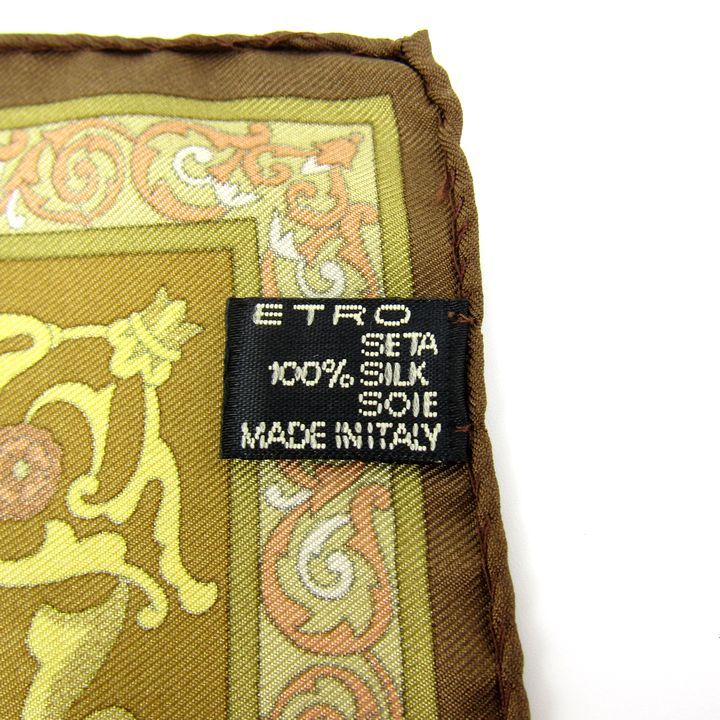 ETRO
SETA
100% SILK
SOIE
MADE IN ITALY